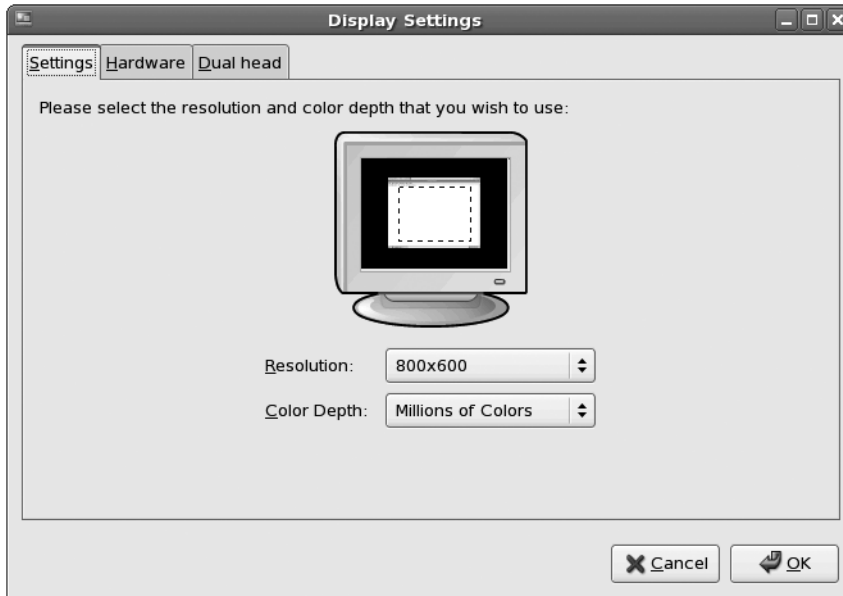 Display Settings
Settings Hardware Dual head
Please select the resolution and color depth that you wish to use:
Resolution: 800x600
Color Depth: Millions of Colors
Cancel OK